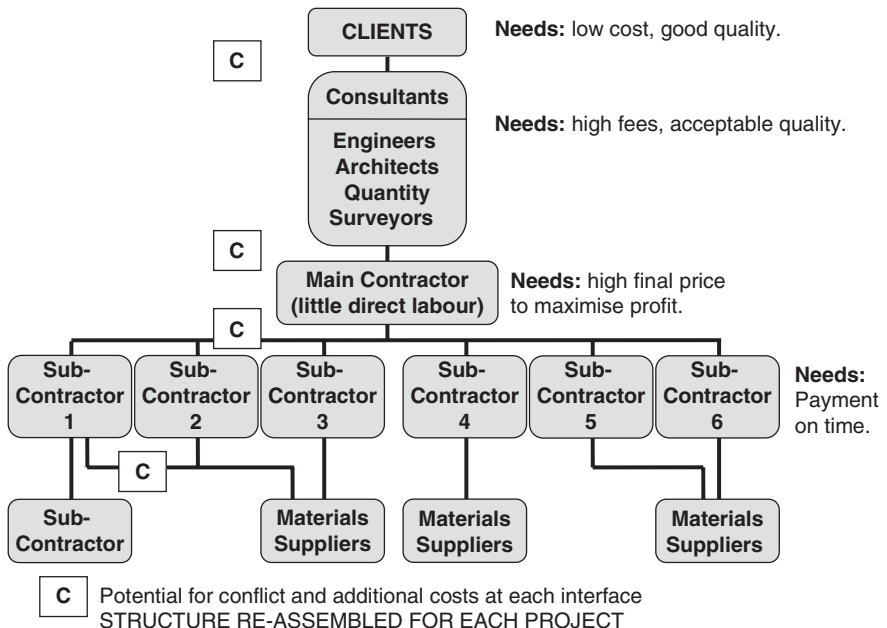 CLIENTS
Needs: low cost, good quality.
C
Consultants
Engineers
Architects
Quantity
Surveyors
Needs: high fees, acceptable quality.
C
Main Contractor
(little direct labour)
Needs: high final price
to maximise profit.
C
Sub-
Contractor
1
Sub-
Contractor
2
Sub-
Contractor
3
Sub-
Contractor
4
Sub-
Contractor
5
Sub-
Contractor
6
Needs:
Payment
on time.
C
Sub-
Contractor
Materials
Suppliers
Materials
Suppliers
Materials
Suppliers
C Potential for conflict and additional costs at each interface
STRUCTURE RE-ASSEMBLED FOR EACH PROJECT